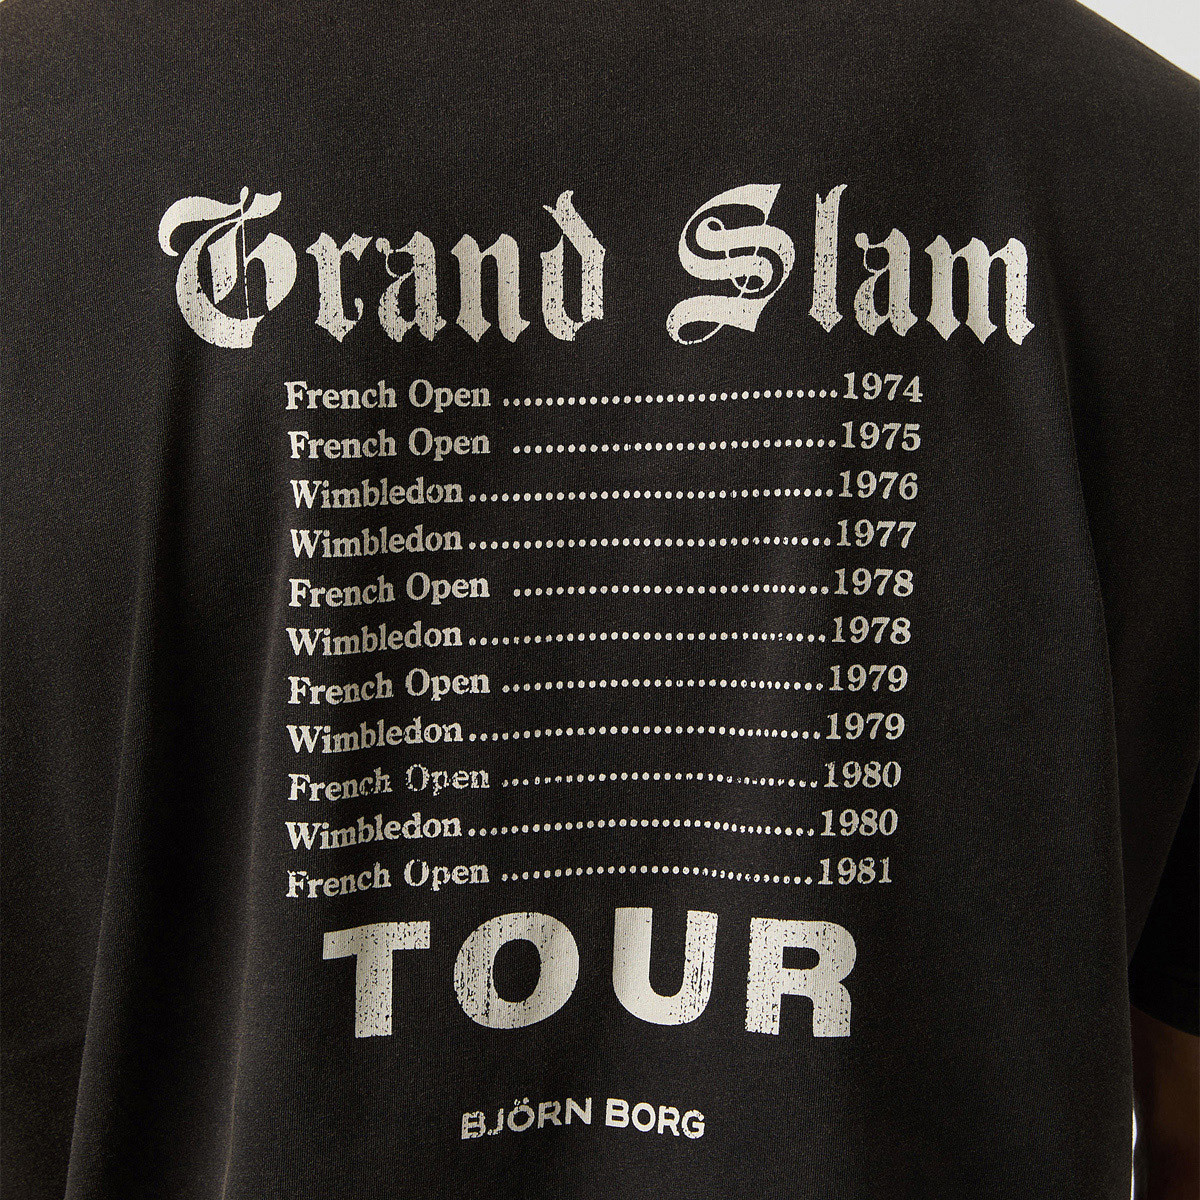 Grand Slam
French Open ..............................1974
French Open ..............................1975
Wimbledon..................................1976
Wimbledon..................................1977
French Open ..............................1978
Wimbledon..................................1978
French Open ..............................1979
Wimbledon..................................1979
French Open ..............................1980
Wimbledon..................................1980
French Open ..............................1981
TOUR
BJÖRN BORG